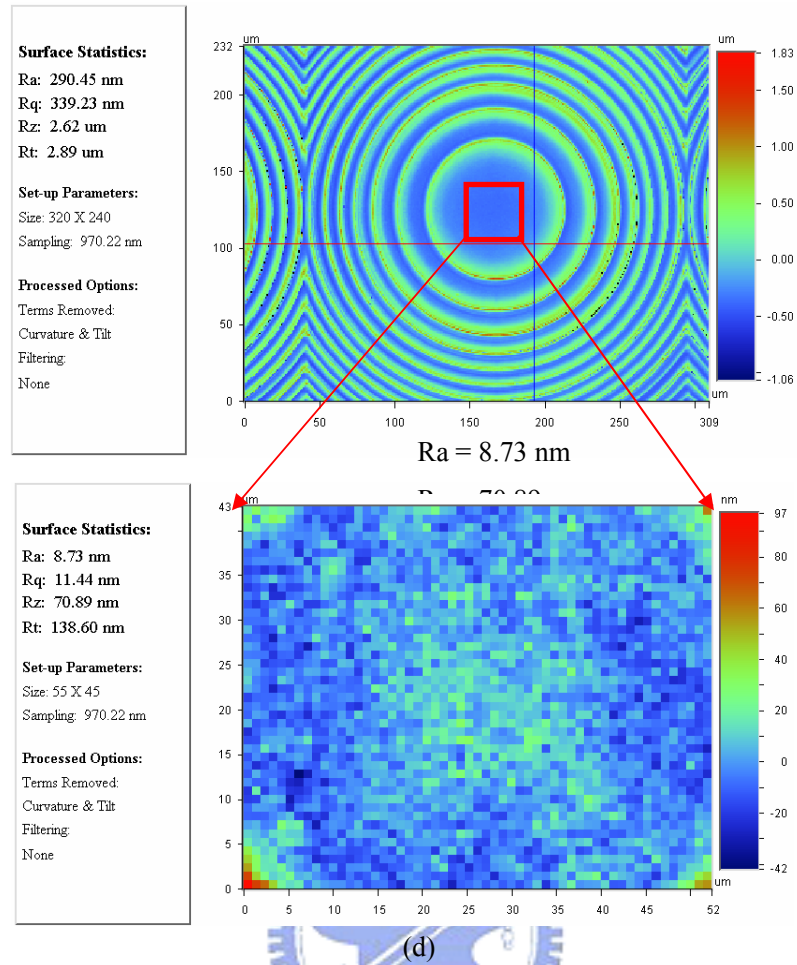 Surface Statistics:
Ra: 290.45 nm
Rq: 339.23 nm
Rz: 2.62 um
Rt: 2.89 um
Set-up Parameters:
Size: 320 X 240
Sampling: 970.22 nm
Processed Options:
Terms Removed:
Curvature & Tilt
Filtering:
None
um
232
200
150
100
50
0
0 50 100 150 200 250 309
um
um
1.83
1.50
1.00
0.50
0.00
-0.50
-1.06
Ra = 8.73 nm
Surface Statistics:
Ra: 8.73 nm
Rq: 11.44 nm
Rz: 70.89 nm
Rt: 138.60 nm
Set-up Parameters:
Size: 55 X 45
Sampling: 970.22 nm
Processed Options:
Terms Removed:
Curvature & Tilt
Filtering:
None
um
43
35
30
25
20
15
10
5
0
0 5 10 15 20 25 30 35 40 45 52
um
nm
97
80
60
40
20
0
-20
-42
(d)